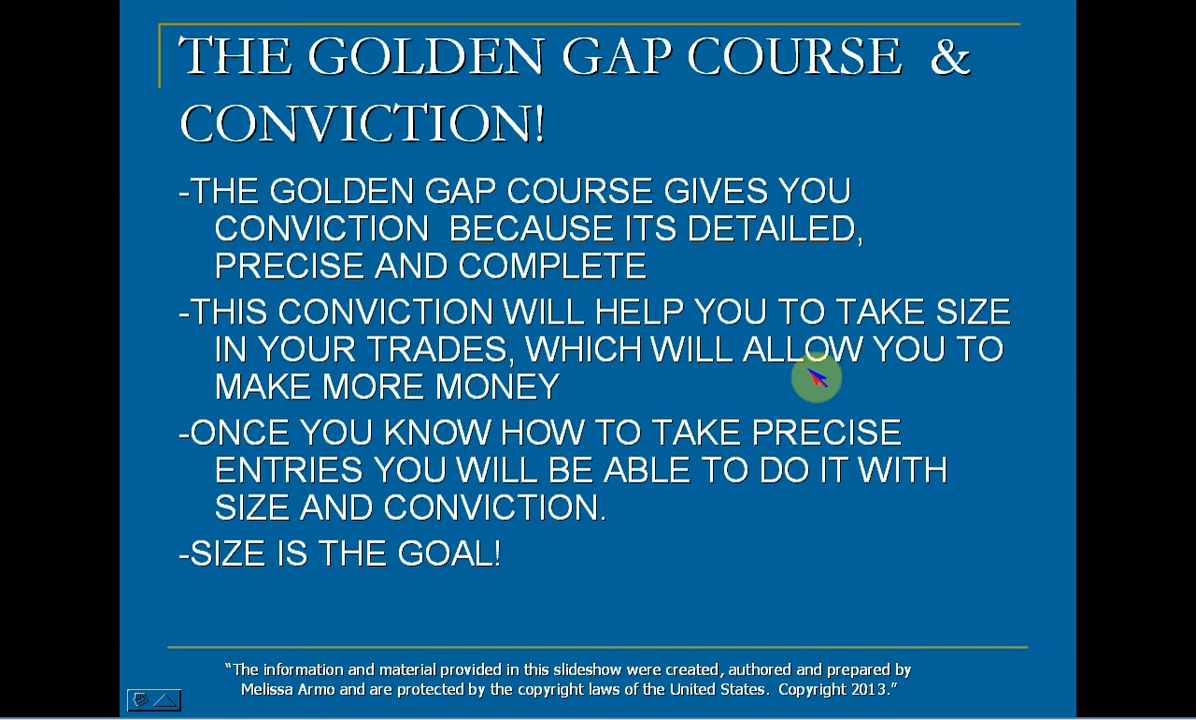 THE GOLDEN GAP COURSE & 
CONVICTION!
-THE GOLDEN GAP COURSE GIVES YOU
CONVICTION BECAUSE ITS DETAILED,
PRECISE AND COMPLETE
-THIS CONVICTION WILL HELP YOU TO TAKE SIZE
IN YOUR TRADES, WHICH WILL ALLOW YOU TO
MAKE MORE MONEY
-ONCE YOU KNOW HOW TO TAKE PRECISE
ENTRIES YOU WILL BE ABLE TO DO IT WITH
SIZE AND CONVICTION.
-SIZE IS THE GOAL!
“The information and material provided in this slideshow were created, authored and prepared by
Melissa Armo and are protected by the copyright laws of the United States. Copyright 2013.”